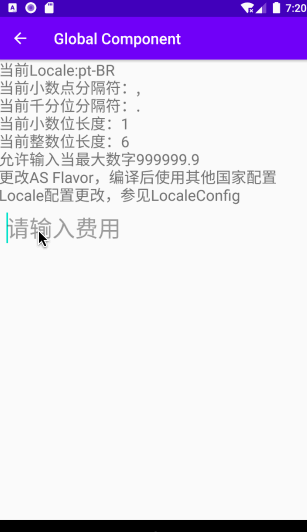 7:20
Global Component
当前Locale:pt-BR
当前小数点分隔符：,
当前千分位分隔符：.
当前小数位长度：1
当前整数位长度：6
允许输入当最大数字999999.9
更改AS Flavor，编译后使用其他国家配置
Locale配置更改，参见LocaleConfig
请输入费用